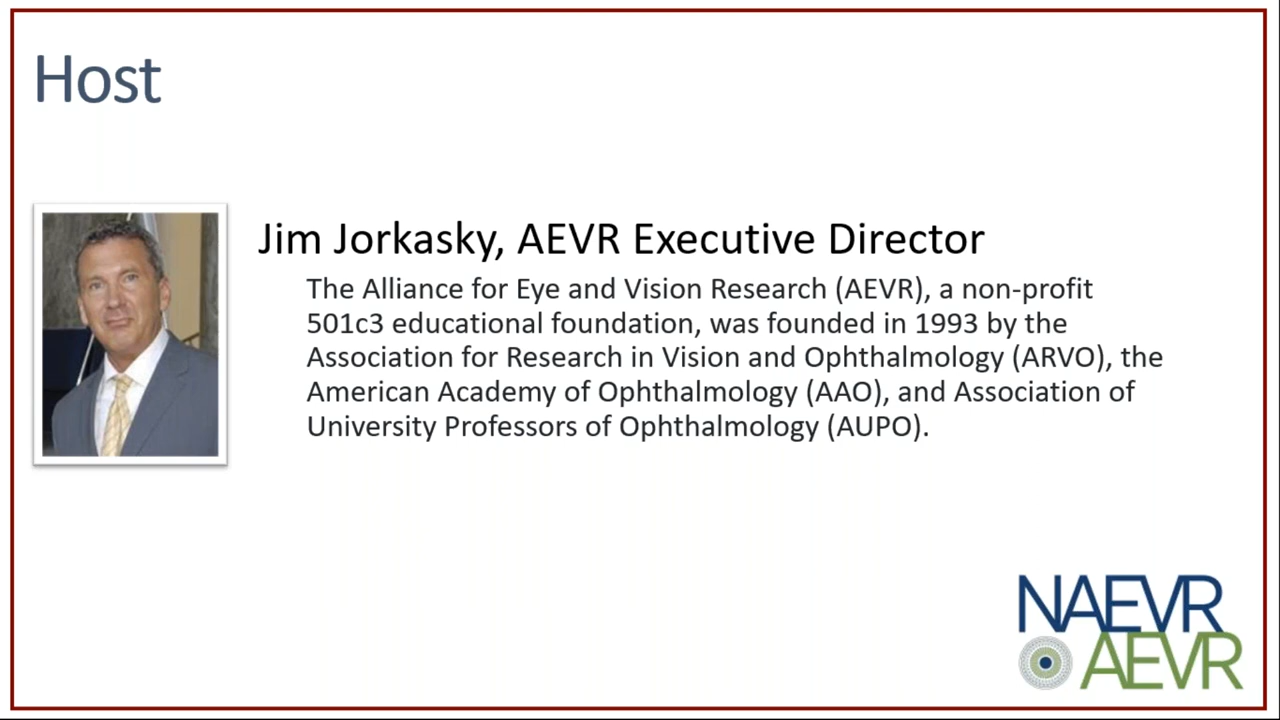 Host
Jim Jorkasky, AEVR Executive Director
The Alliance for Eye and Vision Research (AEVR), a non-profit
501c3 educational foundation, was founded in 1993 by the
Association for Research in Vision and Ophthalmology (ARVO), the
American Academy of Ophthalmology (AAO), and Association of
University Professors of Ophthalmology (AUPO).
NAEVR
AEVR